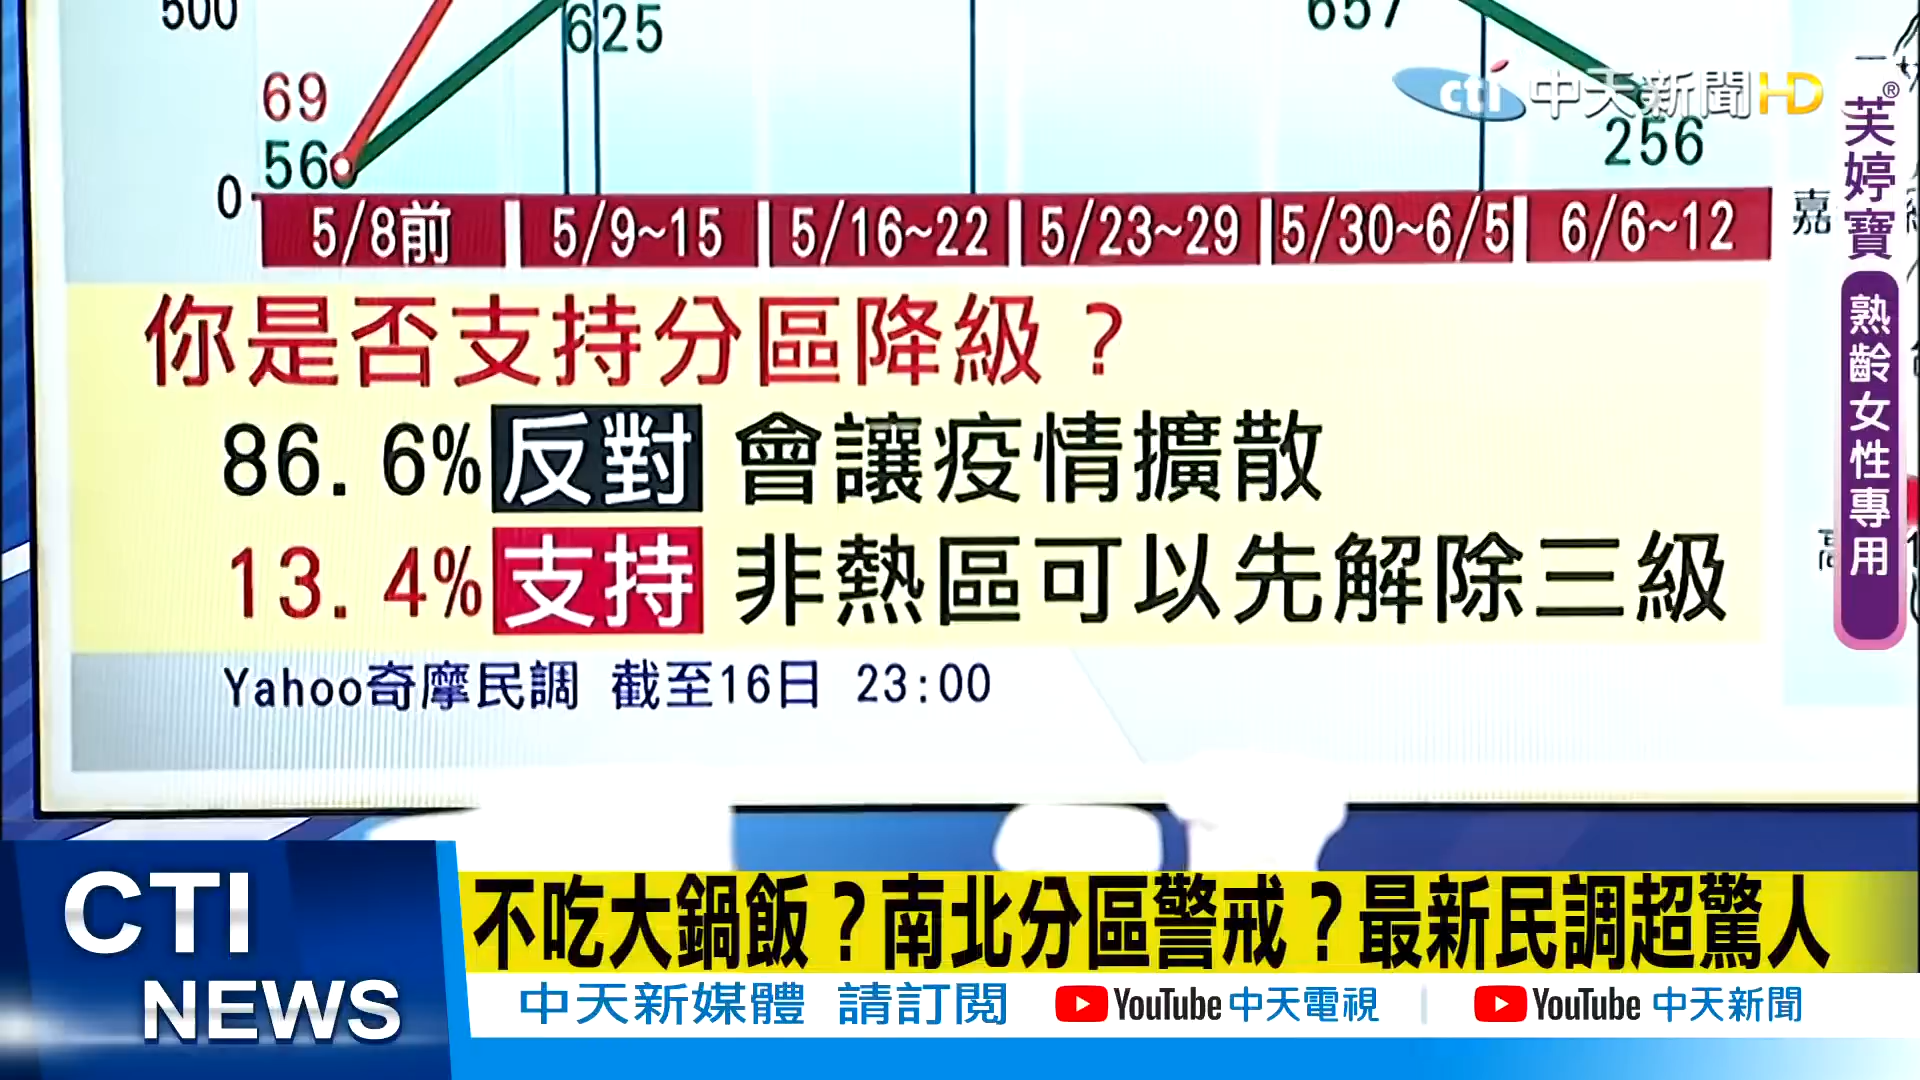 500
625
657
cti 中天新聞HD
69
56
256
0
5/8前 5/9~15 5/16~22 5/23~29 5/30~6/5 6/6~12
嘉
你是否支持分區降級？
86.6% 反對 會讓疫情擴散
13.4% 支持 非熱區可以先解除三級
Yahoo奇摩民調 截至16日 23:00
芙婷寶®
熟齡女性專用
CTI NEWS
不吃大鍋飯？南北分區警戒？最新民調超驚人
中天新媒體 請訂閱 YouTube 中天電視 | YouTube 中天新聞